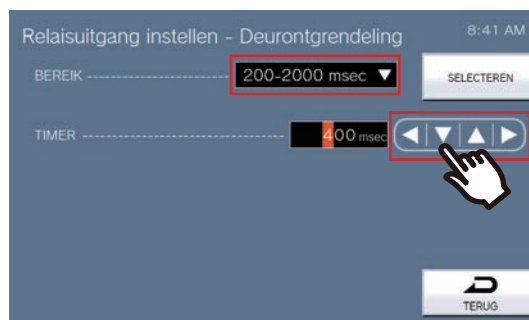 Relaisuitgang instellen - Deurontgrendeling 8:41 AM
BEREIK ---------------------- 200-2000 msec ▼ SELECTEREN
TIMER ------------------------------- 400 msec ◀ ▼ ▲ ▶
TERUG